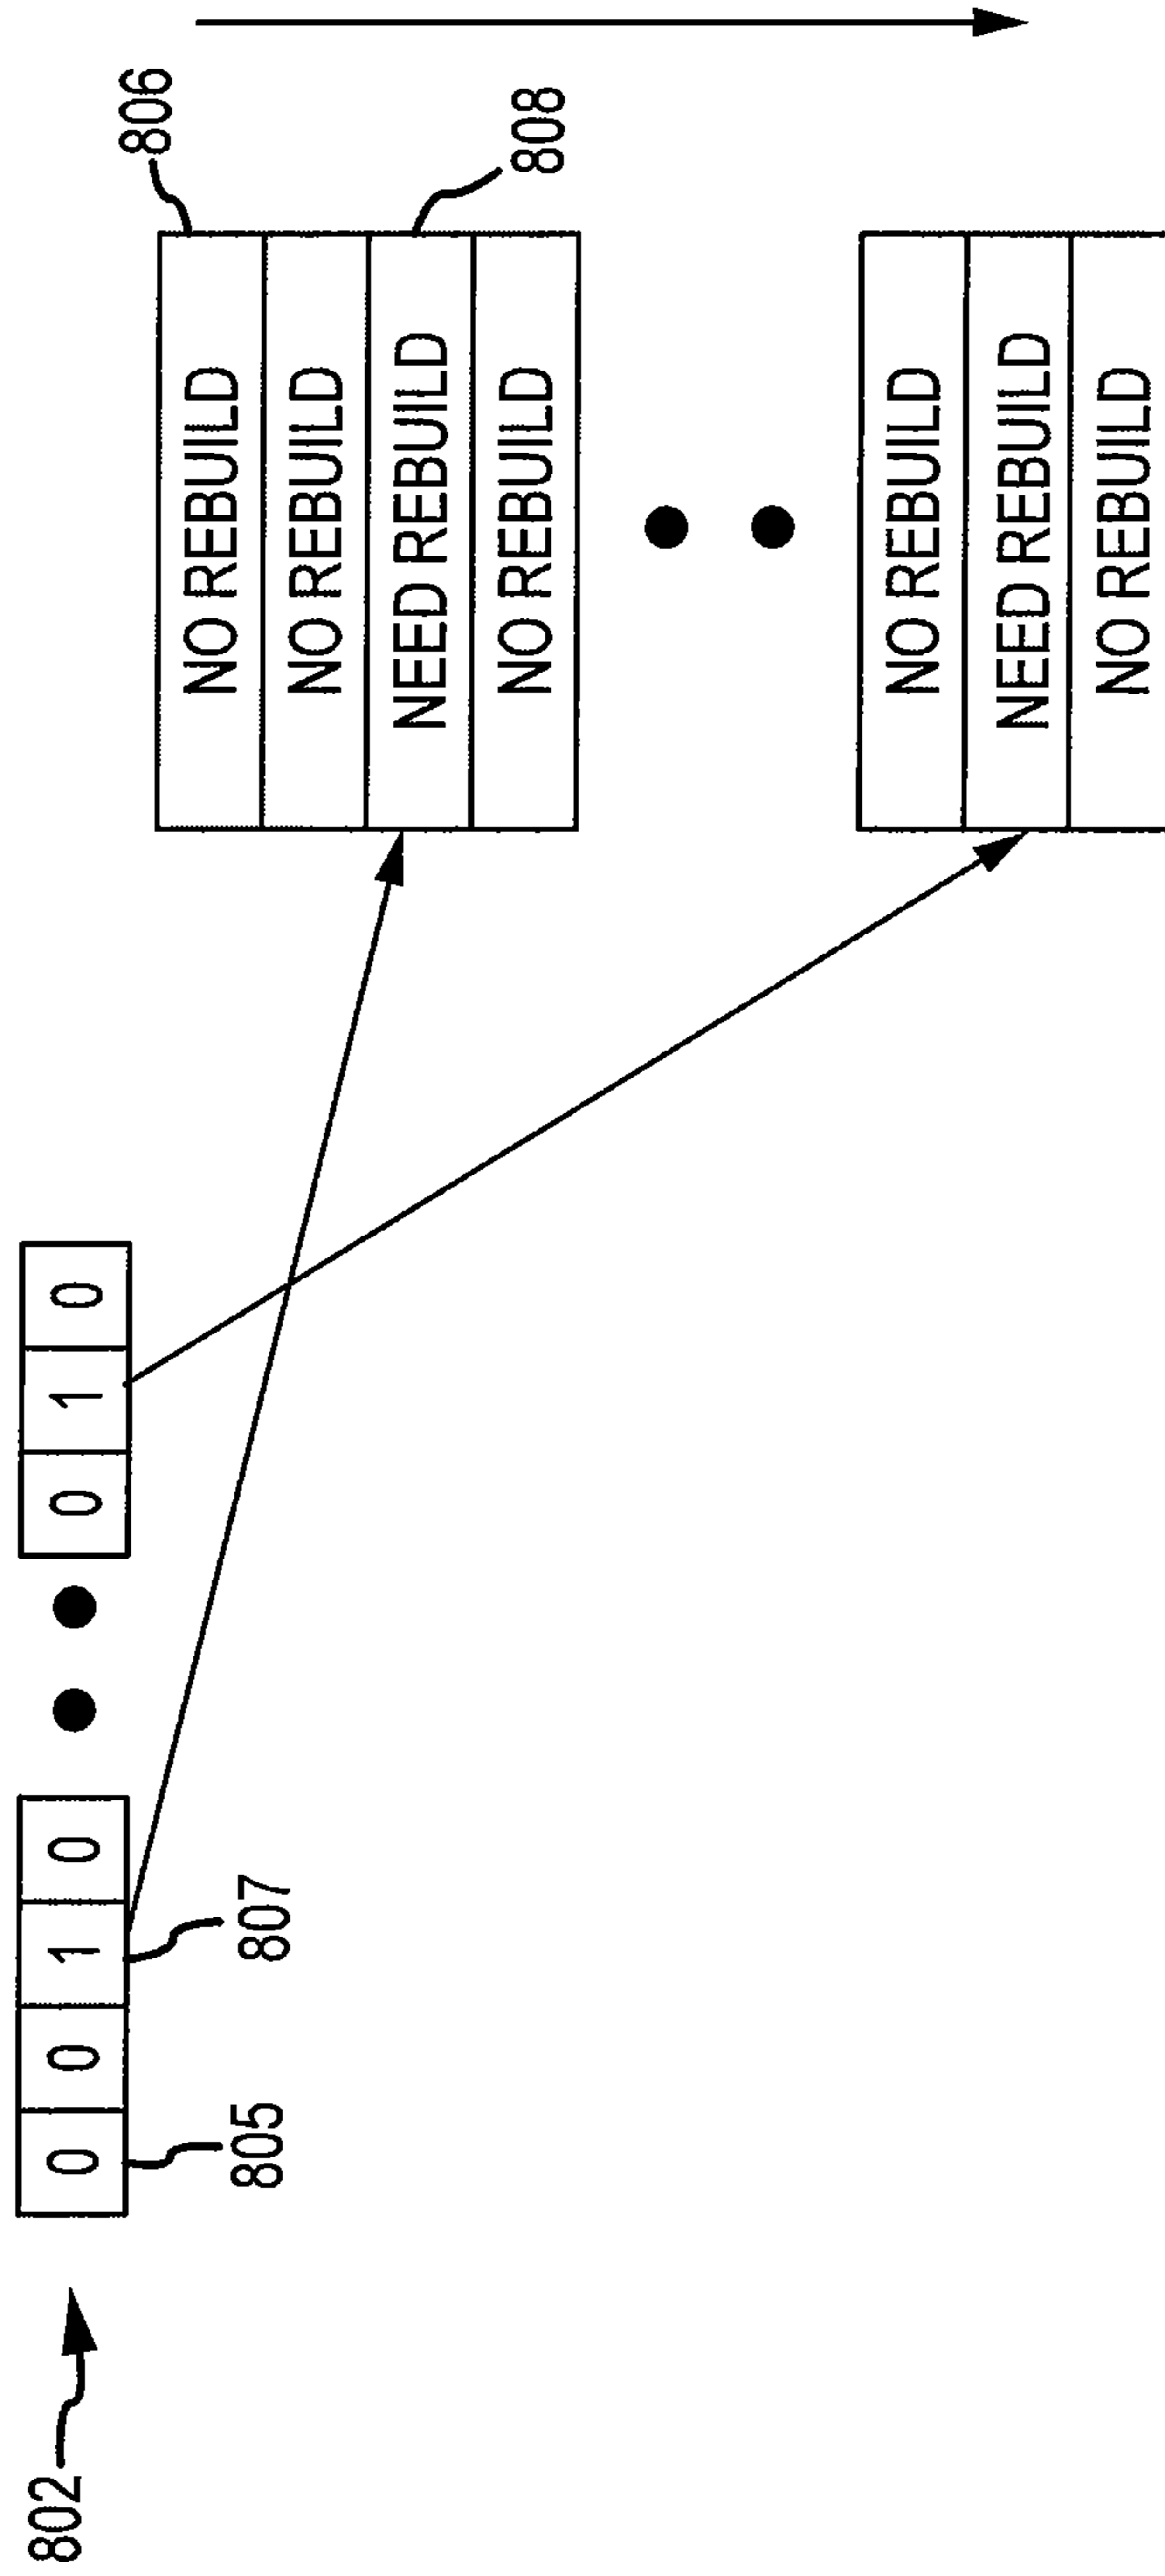 802
0 0 1 0
0 1 0
805
807
806
NO REBUILD
NO REBUILD
NEED REBUILD
NO REBUILD
808
NO REBUILD
NEED REBUILD
NO REBUILD